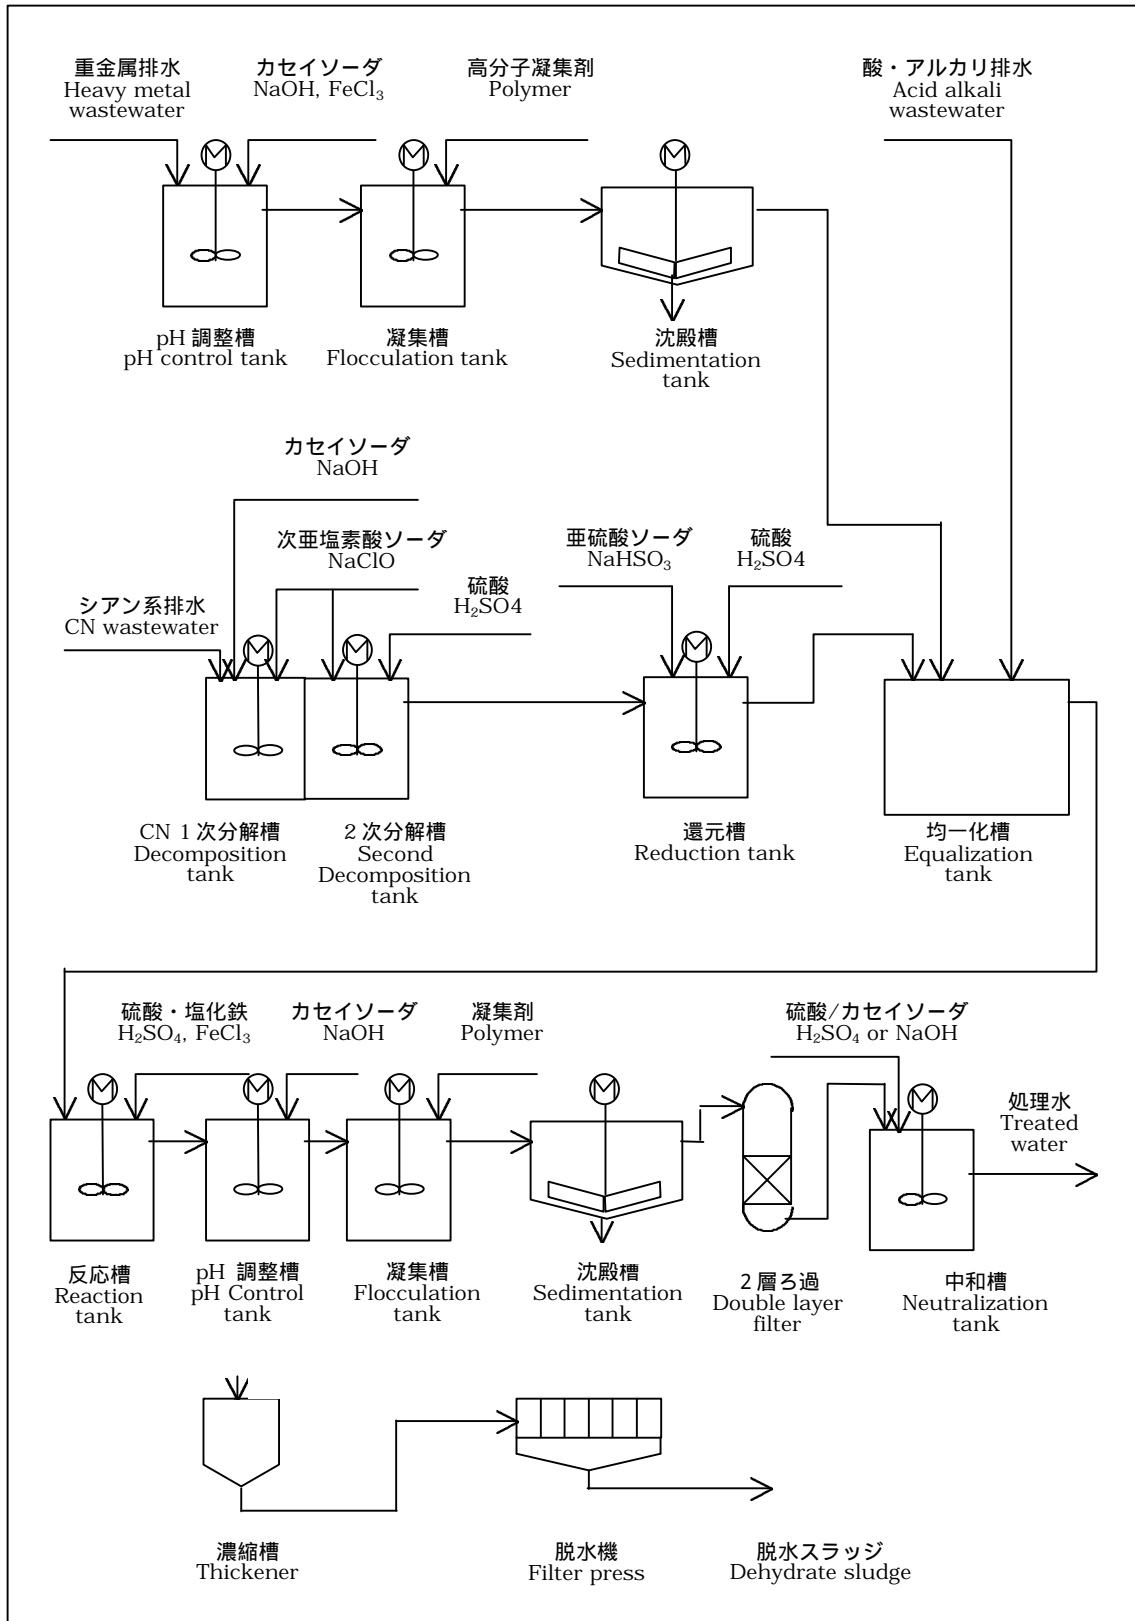 重金属排水
Heavy metal
wastewater
カセイソーダ
NaOH, FeCl₃
高分子凝集剤
Polymer
酸・アルカリ排水
Acid alkali
wastewater
pH 調整槽
pH control tank
凝集槽
Flocculation tank
沈殿槽
Sedimentation
tank
カセイソーダ
NaOH
次亜塩素酸ソーダ
NaClO
硫酸
H₂SO4
亜硫酸ソーダ
NaHSO₃
硫酸
H₂SO4
シアン系排水
CN wastewater
CN 1 次分解槽
Decomposition
tank
2 次分解槽
Second
Decomposition
tank
還元槽
Reduction tank
均一化槽
Equalization
tank
硫酸・塩化鉄
H₂SO₄, FeCl₃
カセイソーダ
NaOH
凝集剤
Polymer
硫酸/カセイソーダ
H₂SO₄ or NaOH
処理水
Treated
water
反応槽
Reaction
tank
pH 調整槽
pH Control
tank
凝集槽
Flocculation
tank
沈殿槽
Sedimentation
tank
2 層ろ過
Double layer
filter
中和槽
Neutralization
tank
濃縮槽
Thickener
脱水機
Filter press
脱水スラッジ
Dehydrate sludge